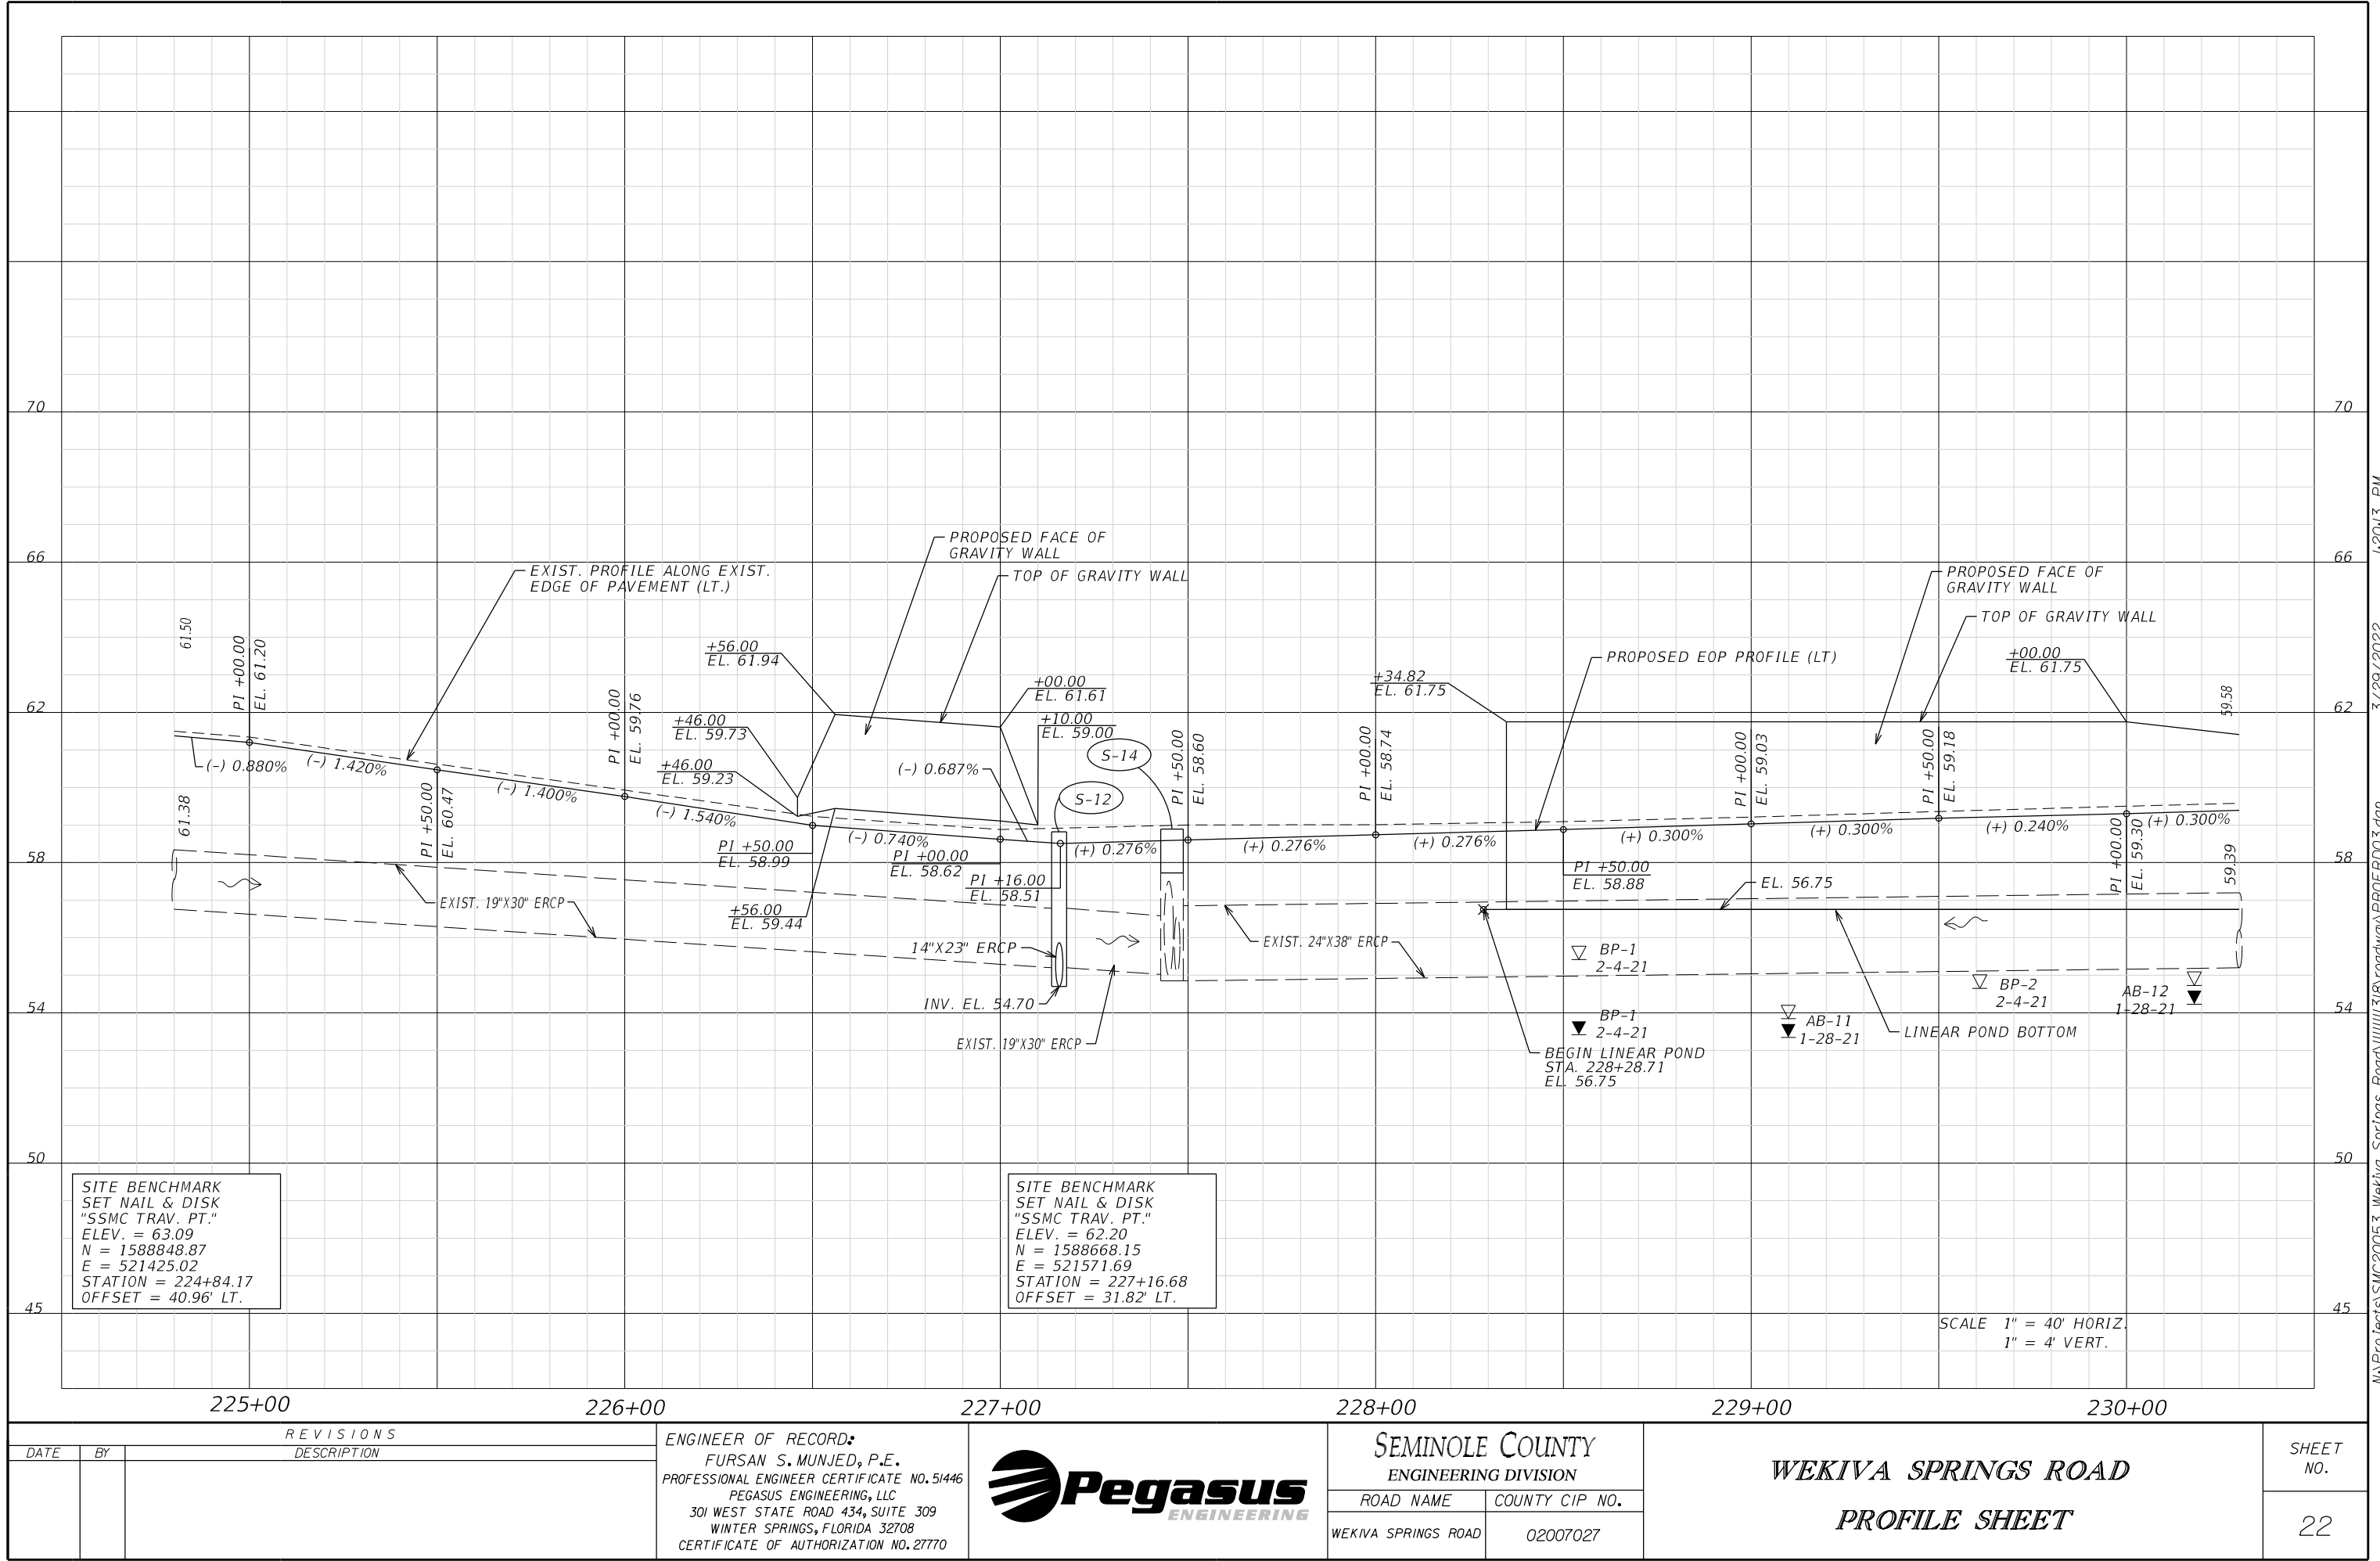 70
70
66
66
62
62
58
58
54
54
50
50
45
45
PROPOSED FACE OF
GRAVITY WALL
TOP OF GRAVITY WALL
EXIST. PROFILE ALONG EXIST.
EDGE OF PAVEMENT (LT.)
PROPOSED FACE OF
GRAVITY WALL
TOP OF GRAVITY WALL
PROPOSED EOP PROFILE (LT)
61.50
61.38
PI +00.00
EL. 61.20
PI +50.00
EL. 60.47
PI +00.00
EL. 59.76
+56.00
EL. 61.94
+46.00
EL. 59.73
+46.00
EL. 59.23
+00.00
EL. 61.61
+10.00
EL. 59.00
S-14
S-12
PI +50.00
EL. 58.60
+34.82
EL. 61.75
PI +00.00
EL. 58.74
PI +00.00
EL. 59.03
PI +50.00
EL. 59.18
+00.00
EL. 61.75
59.58
59.39
PI +00.00
EL. 59.30
(-) 0.880%
(-) 1.420%
(-) 1.400%
(-) 1.540%
(-) 0.740%
(-) 0.687%
(+) 0.276%
(+) 0.276%
(+) 0.276%
(+) 0.300%
(+) 0.300%
(+) 0.240%
(+) 0.300%
PI +50.00
EL. 58.99
PI +00.00
EL. 58.62
PI +16.00
EL. 58.51
+56.00
EL. 59.44
PI +50.00
EL. 58.88
EL. 56.75
EXIST. 19"X30" ERCP
14"X23" ERCP
INV. EL. 54.70
EXIST. 19"X30" ERCP
EXIST. 24"X38" ERCP
BP-1
2-4-21
BP-1
2-4-21
AB-11
1-28-21
BP-2
2-4-21
AB-12
1-28-21
LINEAR POND BOTTOM
BEGIN LINEAR POND
STA. 228+28.71
EL. 56.75
SITE BENCHMARK
SET NAIL & DISK
"SSMC TRAV. PT."
ELEV. = 63.09
N = 1588848.87
E = 521425.02
STATION = 224+84.17
OFFSET = 40.96' LT.
SITE BENCHMARK
SET NAIL & DISK
"SSMC TRAV. PT."
ELEV. = 62.20
N = 1588668.15
E = 521571.69
STATION = 227+16.68
OFFSET = 31.82' LT.
SCALE 1" = 40' HORIZ.
1" = 4' VERT.
225+00
226+00
227+00
228+00
229+00
230+00
REVISIONS
DATE BY DESCRIPTION
ENGINEER OF RECORD:
FURSAN S. MUNJED, P.E.
PROFESSIONAL ENGINEER CERTIFICATE NO. 51446
PEGASUS ENGINEERING, LLC
301 WEST STATE ROAD 434, SUITE 309
WINTER SPRINGS, FLORIDA 32708
CERTIFICATE OF AUTHORIZATION NO. 27770
Pegasus
ENGINEERING
SEMINOLE COUNTY
ENGINEERING DIVISION
ROAD NAME
COUNTY CIP NO.
WEKIVA SPRINGS ROAD
02007027
WEKIVA SPRINGS ROAD
PROFILE SHEET
SHEET
NO.
22
3/29/2022